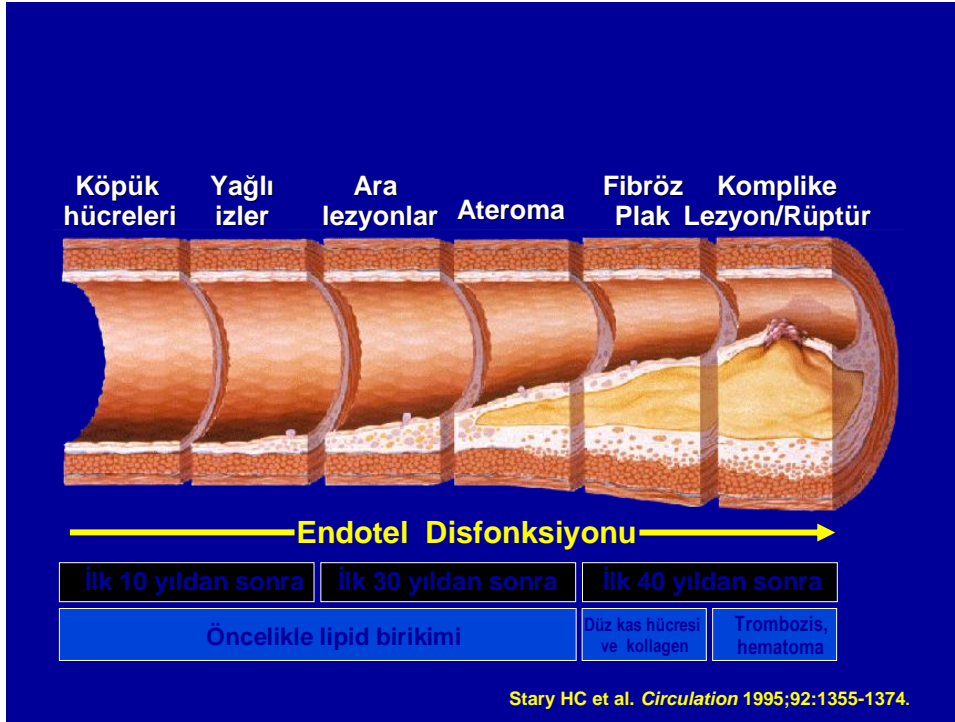 Köpük hücreleri
Yağlı izler
Ara lezyonlar
Ateroma
Fibröz Plak
Komplike Lezyon/Rüptür
Endotel Disfonksiyonu
İlk 10 yıldan sonra
İlk 30 yıldan sonra
İlk 40 yıldan sonra
Öncelikle lipid birikimi
Düz kas hücresi ve kollagen
Trombozis, hematoma
Stary HC et al. Circulation 1995;92:1355-1374.